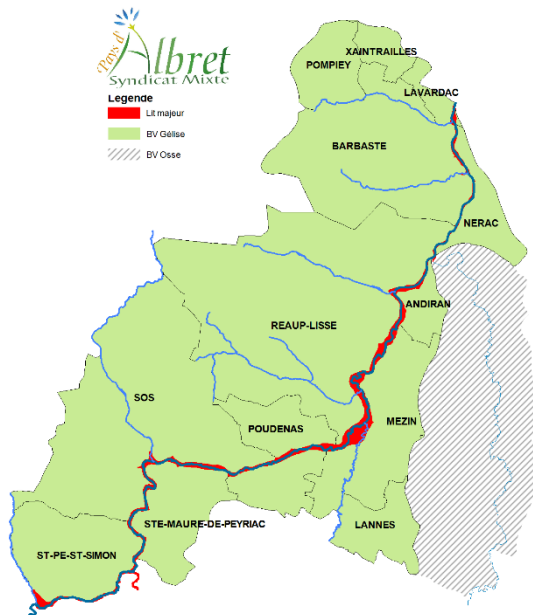 Pays d'
Albret
Syndicat Mixte
Legende
Lit majeur
BV Gélise
BV Osse
XAINTRAILLES
POMPIEY
LAVARDAC
BARBASTE
NERAC
ANDIRAN
REAUP-LISSE
SOS
MEZIN
POUDENAS
STE-MAURE-DE-PEYRIAC
LANNES
ST-PE-ST-SIMON